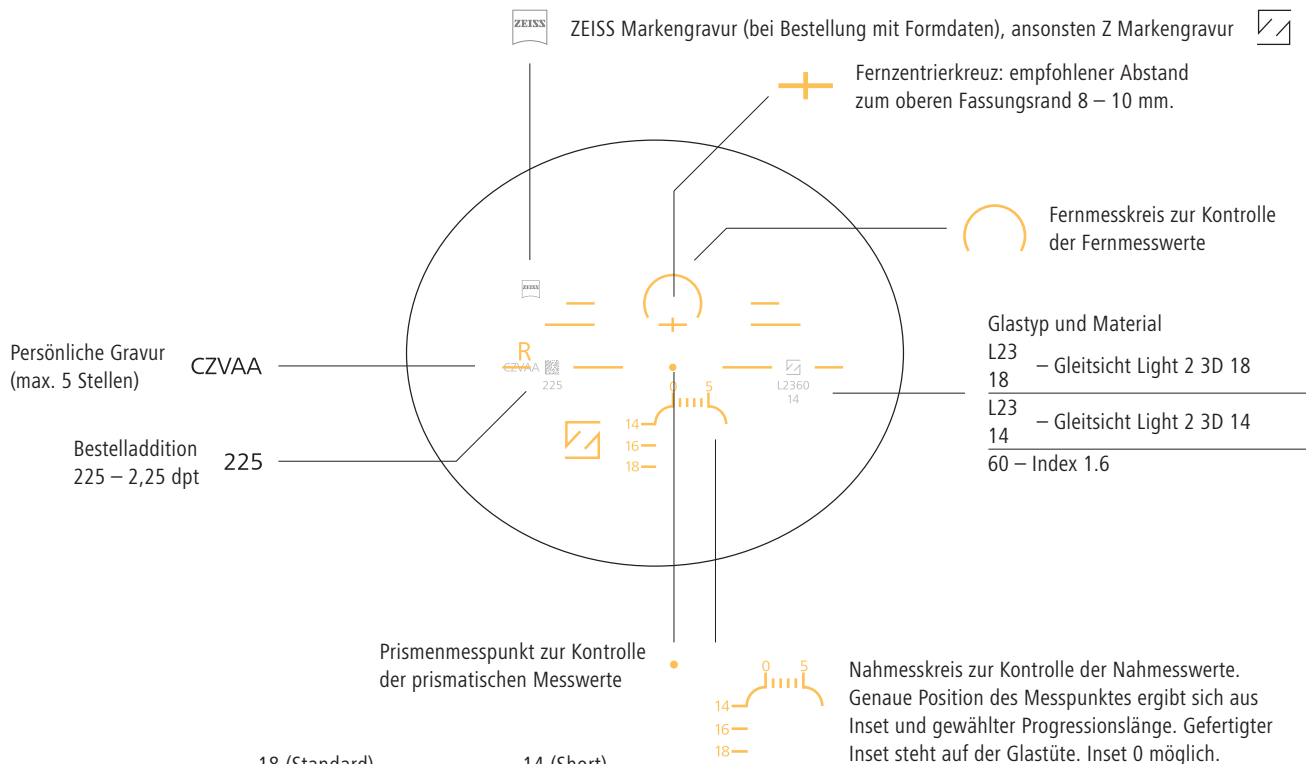 ZEISS
ZEISS Markengravur (bei Bestellung mit Formdaten), ansonsten Z Markengravur
Fernzentrierkreuz: empfohlener Abstand
zum oberen Fassungsrand 8 – 10 mm.
Fernmesskreis zur Kontrolle
der Fernmesswerte
ZEISS
Persönliche Gravur
(max. 5 Stellen)
CZVAA
R
CZVAA
225
0 5
L2360
14
14
16
18
Glastyp und Material
L23
18
– Gleitsicht Light 2 3D 18
L23
14
– Gleitsicht Light 2 3D 14
60 – Index 1.6
Bestelladdition
225 – 2,25 dpt
225
Prismenmesspunkt zur Kontrolle
der prismatischen Messwerte
0 5
14
16
18
Nahmesskreis zur Kontrolle der Nahmesswerte.
Genaue Position des Messpunktes ergibt sich aus
Inset und gewählter Progressionslänge. Gefertigter
Inset steht auf der Glastüte. Inset 0 möglich.
18 (Standard)
14 (Short)